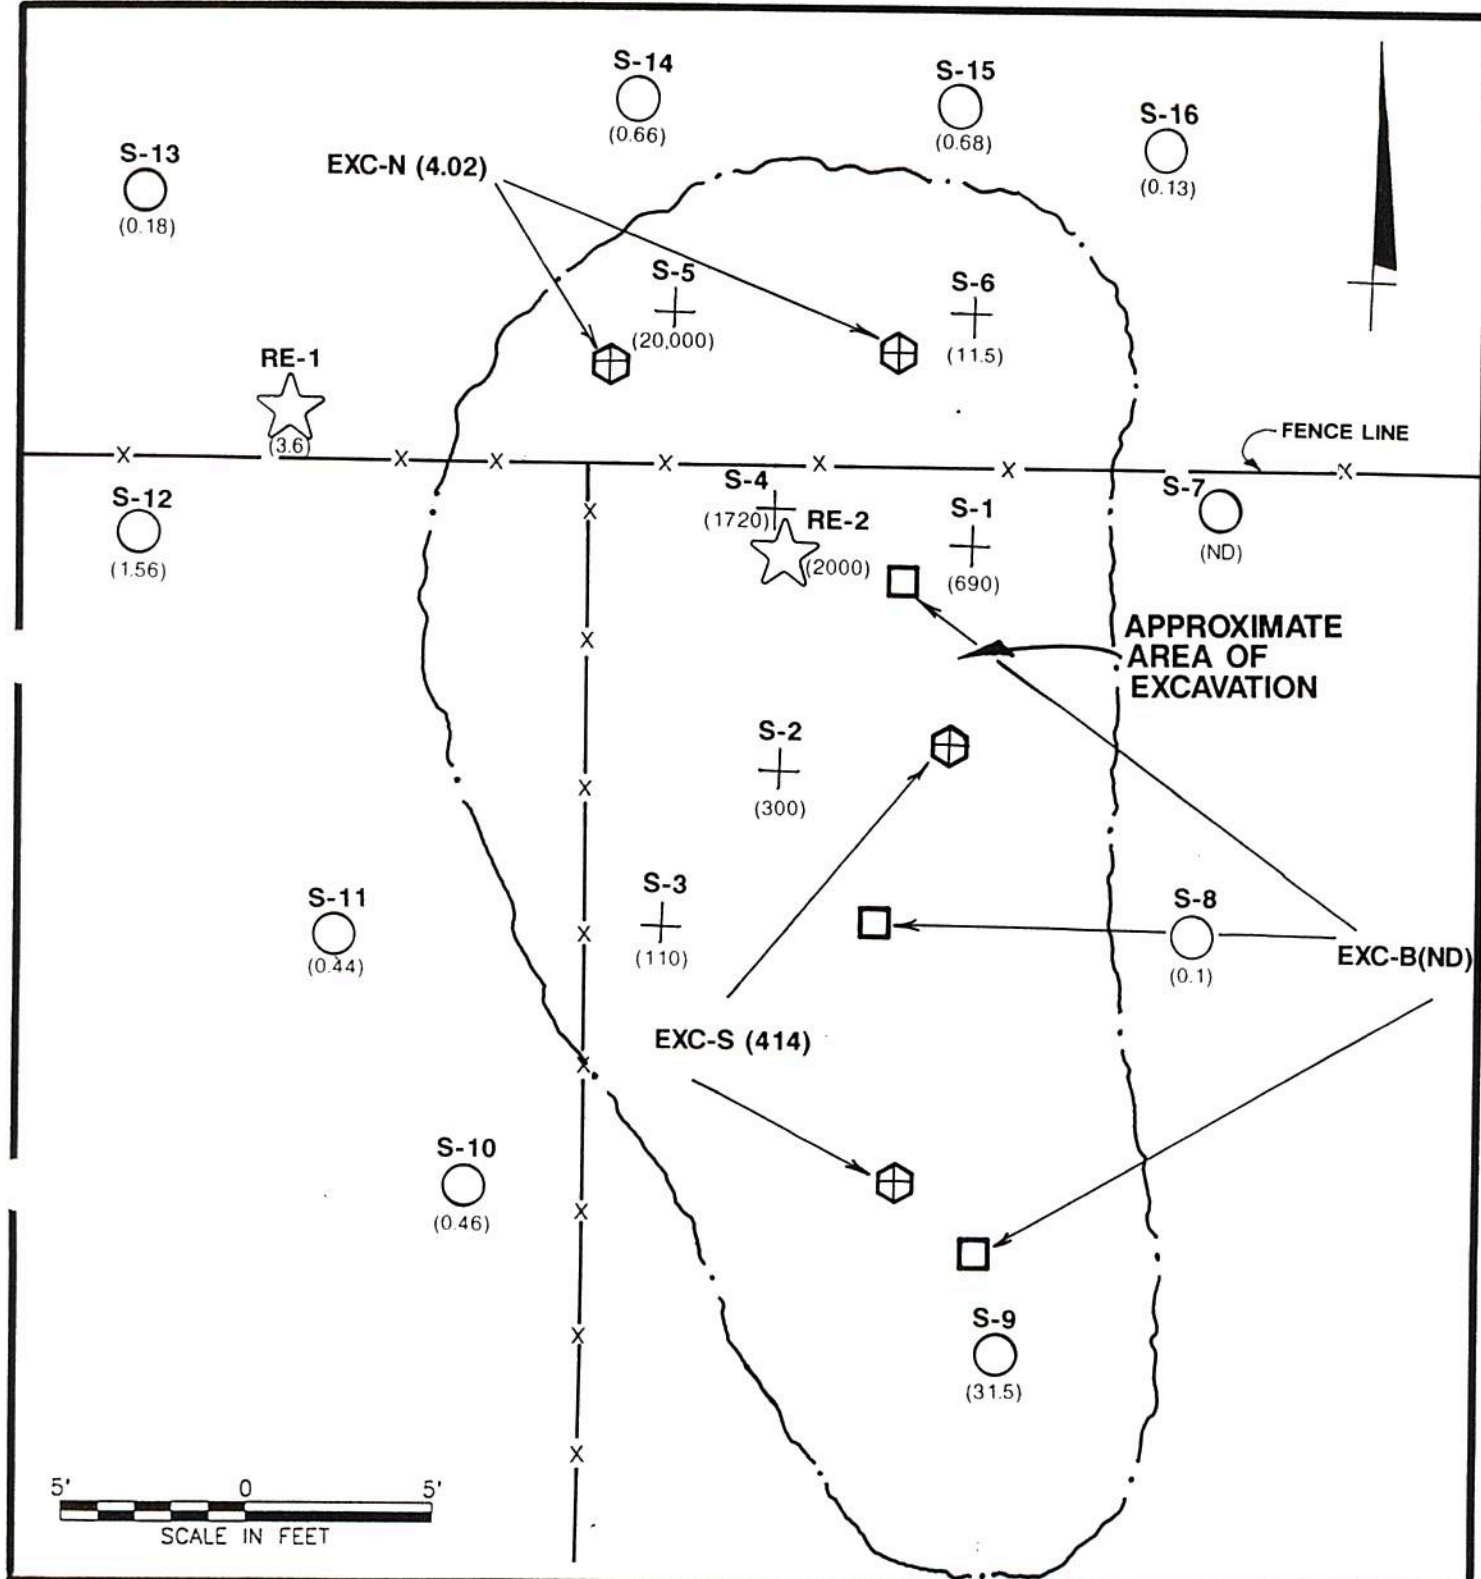 S-14
(0.66)
S-15
(0.68)
S-16
(0.13)
S-13
(0.18)
EXC-N (4.02)
S-5
(20,000)
S-6
(11.5)
RE-1
(3.6)
FENCE LINE
S-12
(1.56)
S-4
(1720)
RE-2
(2000)
S-1
(690)
S-7
(ND)
APPROXIMATE
AREA OF
EXCAVATION
S-2
(300)
S-11
(0.44)
S-3
(110)
S-8
(0.1)
EXC-B(ND)
EXC-S (414)
S-10
(0.46)
S-9
(31.5)
5' 0 5'
SCALE IN FEET